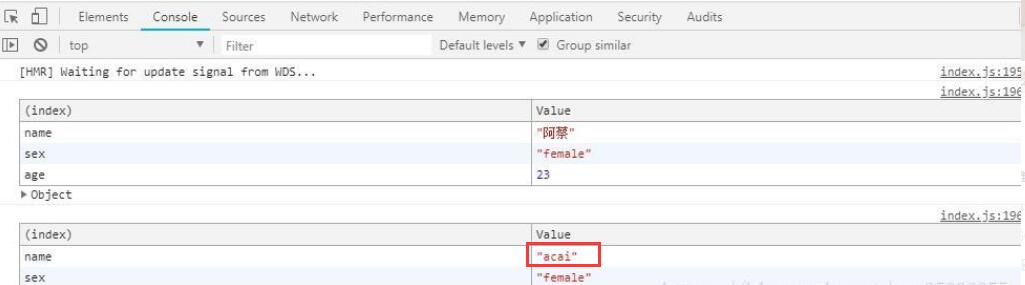 Elements Console Sources Network Performance Memory Application Security Audits
top Filter Default levels Group similar
[HMR] Waiting for update signal from WDS... index.js:195
index.js:196
(index) Value
name "阿蔡"
sex "female"
age 23
Object
index.js:196
(index) Value
name "acai"
sex "female"